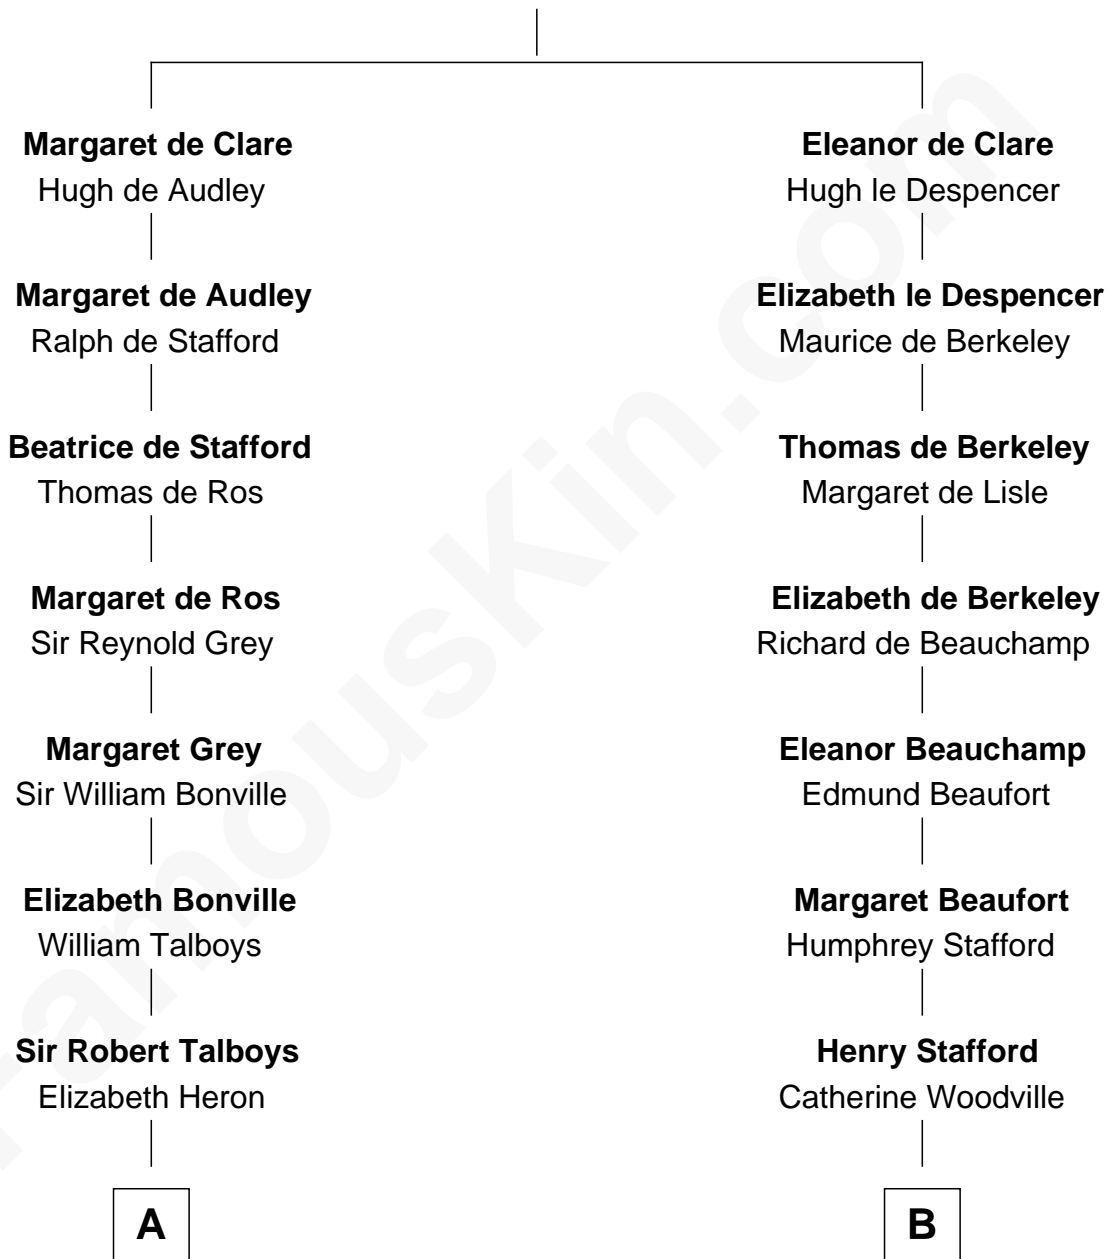 Margaret de Clare
Hugh de Audley
Margaret de Audley
Ralph de Stafford
Beatrice de Stafford
Thomas de Ros
Margaret de Ros
Sir Reynold Grey
Margaret Grey
Sir William Bonville
Elizabeth Bonville
William Talboys
Sir Robert Talboys
Elizabeth Heron
A
Eleanor de Clare
Hugh le Despencer
Elizabeth le Despencer
Maurice de Berkeley
Thomas de Berkeley
Margaret de Lisle
Elizabeth de Berkeley
Richard de Beauchamp
Eleanor Beauchamp
Edmund Beaufort
Margaret Beaufort
Humphrey Stafford
Henry Stafford
Catherine Woodville
B
FamousKin.com